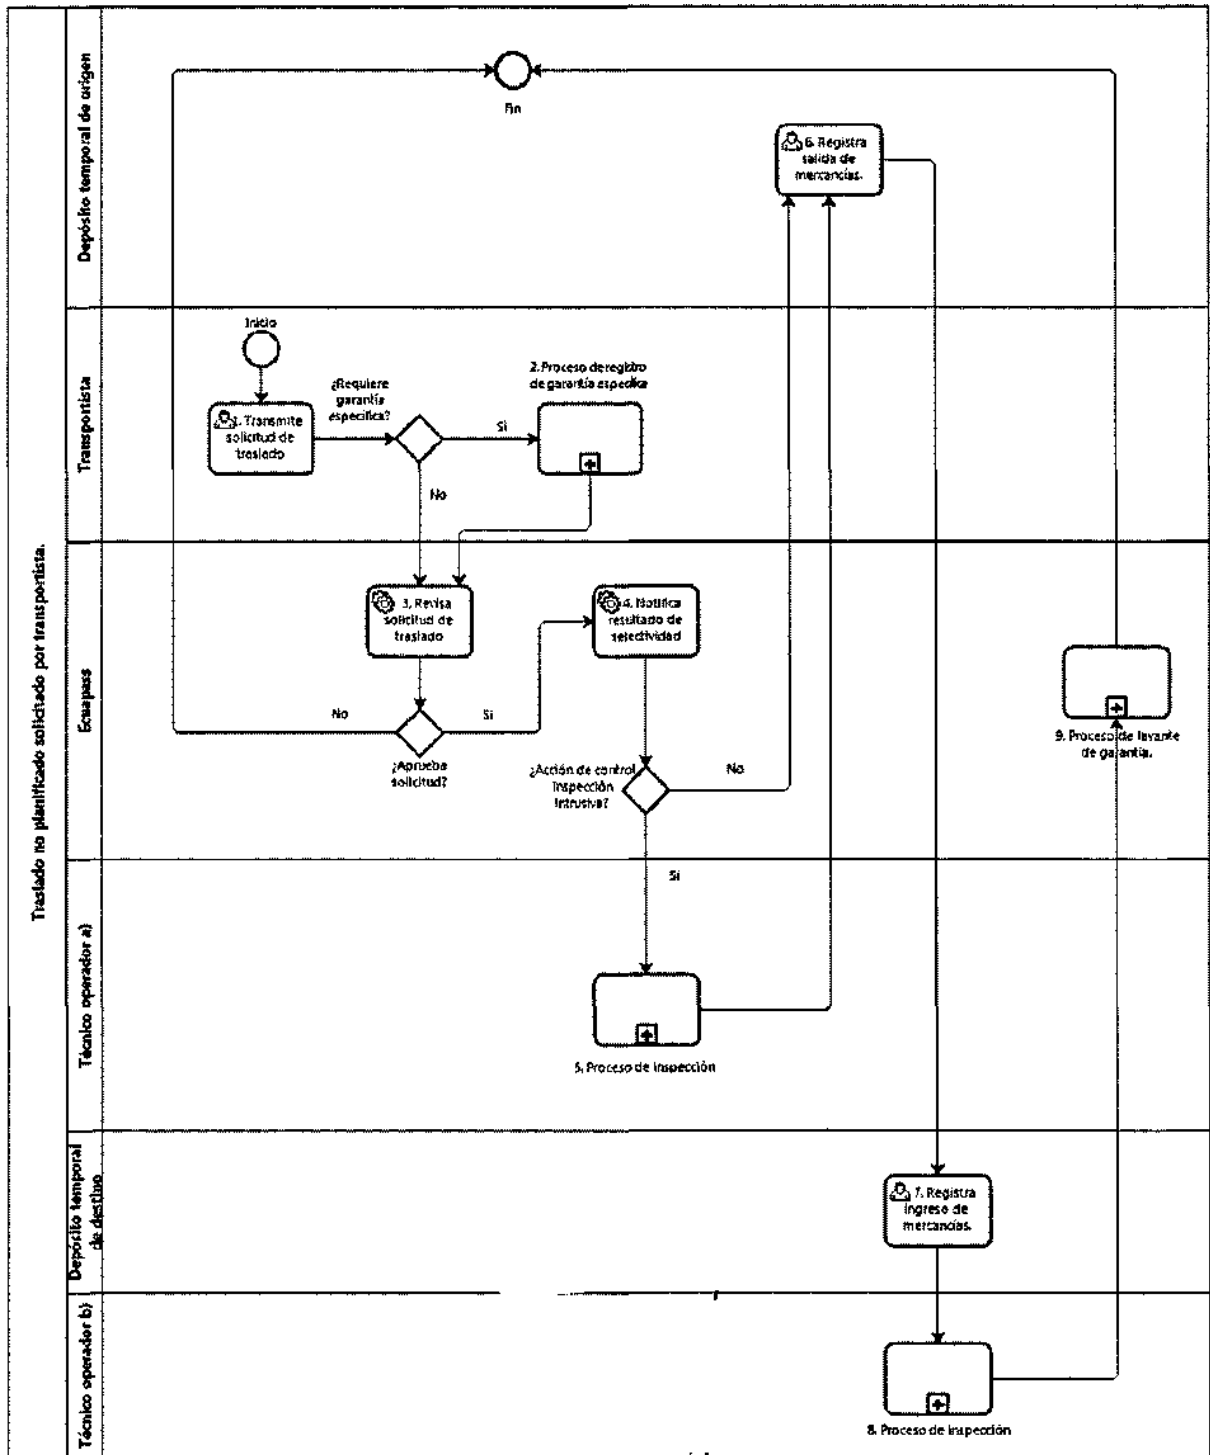 Traslado no planificado solicitado por transportista.
Depósito temporal de origen
Fin
6. Registra
salida de
mercancías.
Transportista
Inicio
1. Transmite
solicitud de
traslado
¿Requiere
garantía
especifica?
Si
No
2. Proceso de registro
de garantía especifica
Ecuapass
3. Revisa
solicitud de
traslado
4. Notifica
resultado de
selectividad
No
Si
¿Aprueba
solicitud?
¿Acción de control
inspección
intrusiva?
No
Si
9. Proceso de levante
de garantía.
Técnico operador a)
5. Proceso de inspección
Depósito temporal
de destino
7. Registra
ingreso de
mercancías.
Técnico operador b)
8. Proceso de inspección